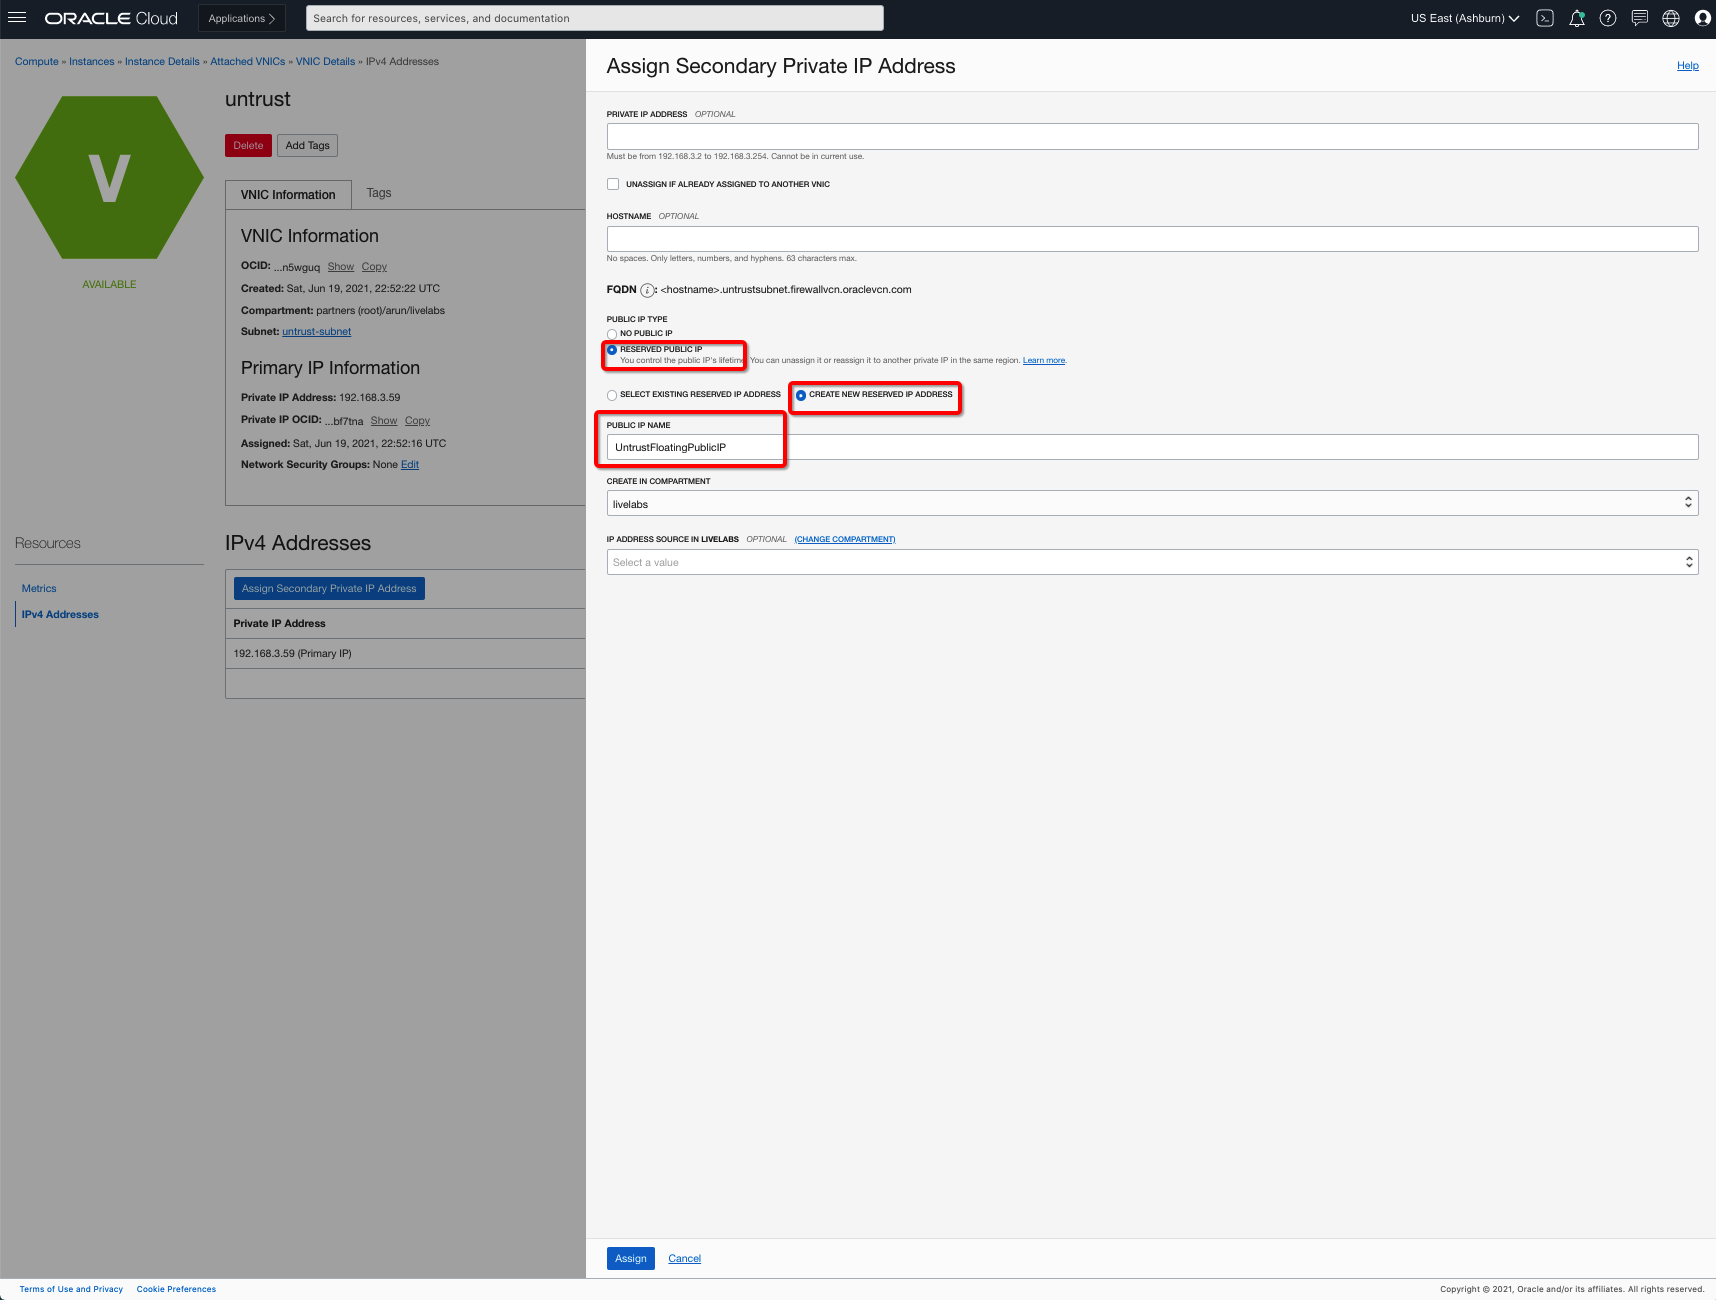 ORACLE Cloud
Applications
Search for resources, services, and documentation
US East (Ashburn)
Compute » Instances » Instance Details » Attached VNICs » VNIC Details » IPv4 Addresses
V
AVAILABLE
untrust
Delete
Add Tags
VNIC Information
Tags
VNIC Information
OCID: ...n5wguq Show Copy
Created: Sat, Jun 19, 2021, 22:52:22 UTC
Compartment: partners (root)/arun/livelabs
Subnet: untrust-subnet
Primary IP Information
Private IP Address: 192.168.3.59
Private IP OCID: ...bf7tna Show Copy
Assigned: Sat, Jun 19, 2021, 22:52:16 UTC
Network Security Groups: None Edit
Resources
Metrics
IPv4 Addresses
IPv4 Addresses
Assign Secondary Private IP Address
Private IP Address
192.168.3.59 (Primary IP)
Assign Secondary Private IP Address
Help
PRIVATE IP ADDRESS OPTIONAL
Must be from 192.168.3.2 to 192.168.3.254. Cannot be in current use.
UNASSIGN IF ALREADY ASSIGNED TO ANOTHER VNIC
HOSTNAME OPTIONAL
No spaces. Only letters, numbers, and hyphens. 63 characters max.
FQDN i : <hostname>.untrustsubnet.firewallvcn.oraclevcn.com
PUBLIC IP TYPE
NO PUBLIC IP
RESERVED PUBLIC IP
You control the public IP's lifetime. You can unassign it or reassign it to another private IP in the same region. Learn more.
SELECT EXISTING RESERVED IP ADDRESS
CREATE NEW RESERVED IP ADDRESS
PUBLIC IP NAME
UntrustFloatingPublicIP
CREATE IN COMPARTMENT
livelabs
IP ADDRESS SOURCE IN LIVELABS OPTIONAL (CHANGE COMPARTMENT)
Select a value
Assign
Cancel
Terms of Use and Privacy
Cookie Preferences
Copyright © 2021, Oracle and/or its affiliates. All rights reserved.